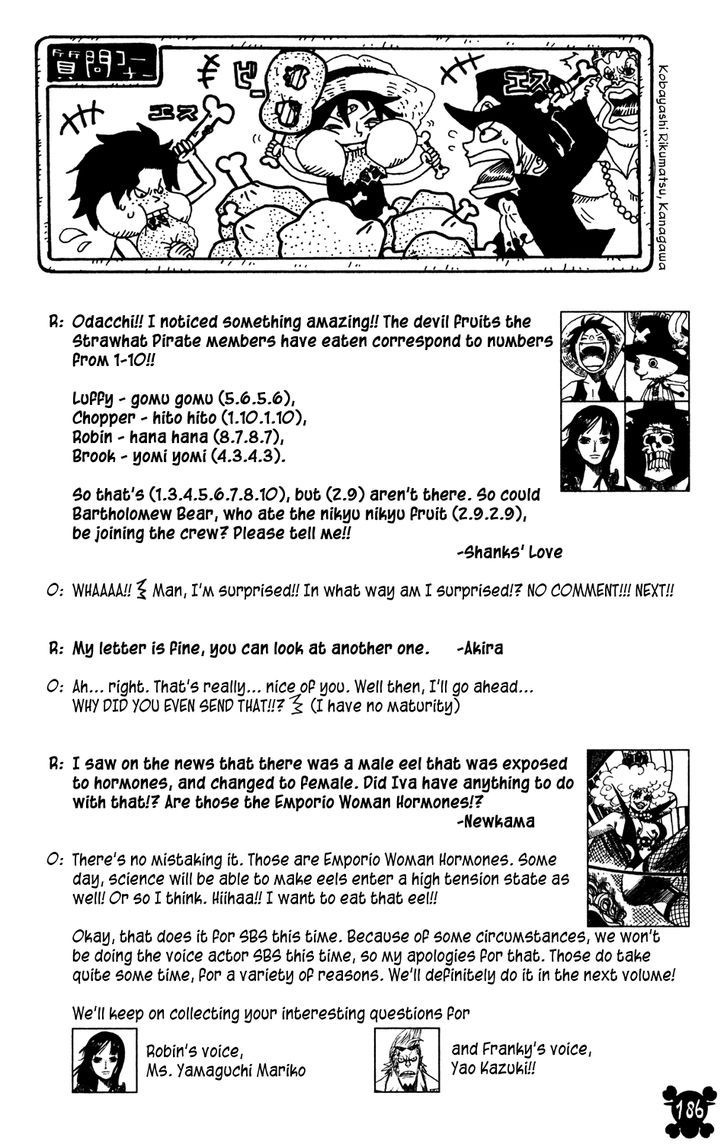 質問コーナー
エス
ビ
エス
Kobayashi Rikumatsu, Kanagawa
R: Odacchi!! I noticed something amazing!! The devil fruits the
Strawhat Pirate members have eaten correspond to numbers
from 1-10!!
Luffy - gomu gomu (5.6.5.6),
Chopper - hito hito (1.10.1.10),
Robin - hana hana (8.7.8.7),
Brook - yomi yomi (4.3.4.3).
So that's (1.3.4.5.6.7.8.10), but (2.9) aren't there. So could
Bartholomew Bear, who ate the nikyu nikyu fruit (2.9.2.9),
be joining the crew? Please tell me!!
-Shanks' Love
O: WHAAAA!! Man, I'm surprised!! In what way am I surprised!? NO COMMENT!!! NEXT!!
R: My letter is fine, you can look at another one. -Akira
O: Ah... right. That's really... nice of you. Well then, I'll go ahead...
WHY DID YOU EVEN SEND THAT!!? (I have no maturity)
R: I saw on the news that there was a male eel that was exposed
to hormones, and changed to female. Did Iva have anything to do
with that!? Are those the Emporio Woman Hormones!?
-Newkama
O: There's no mistaking it. Those are Emporio Woman Hormones. Some
day, science will be able to make eels enter a high tension state as
well! Or so I think. Hiihaa!! I want to eat that eel!!
Okay, that does it for SBS this time. Because of some circumstances, we won't
be doing the voice actor SBS this time, so my apologies for that. Those do take
quite some time, for a variety of reasons. We'll definitely do it in the next volume!
We'll keep on collecting your interesting questions for
Robin's voice,
Ms. Yamaguchi Mariko
and Franky's voice,
Yao Kazuki!!
186